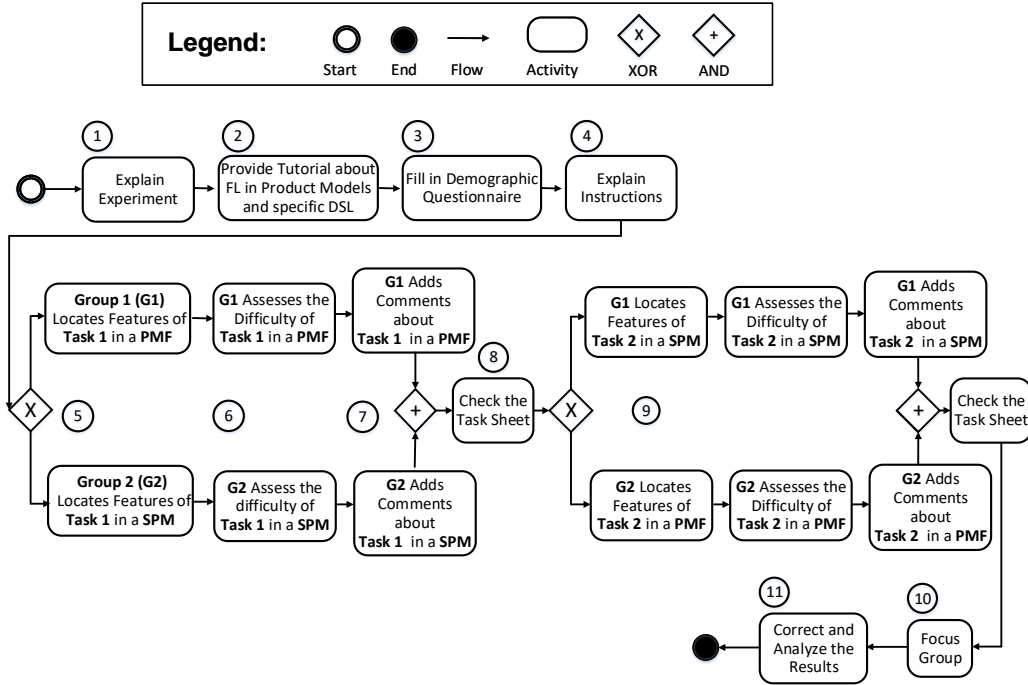 Legend:
X
+
Start
End
Flow
Activity
XOR
AND
1
2
3
4
Explain
Experiment
Provide Tutorial about
FL in Product Models
and specific DSL
Fill in Demographic
Questionnaire
Explain
Instructions
Group 1 (G1)
Locates Features of
Task 1 in a PMF
G1 Assesses the
Difficulty of
Task 1 in a PMF
G1 Adds
Comments
about
Task 1 in a PMF
G1 Locates
Features of
Task 2 in a SPM
G1 Assesses the
Difficulty of
Task 2 in a SPM
G1 Adds
Comments
about
Task 2 in a SPM
8
X
5
6
7
+
Check the
Task Sheet
X
9
+
Check the
Task Sheet
Group 2 (G2)
Locates Features of
Task 1 in a SPM
G2 Assess the
difficulty of
Task 1 in a SPM
G2 Adds
Comments
about
Task 1 in a SPM
G2 Locates
Features of
Task 2 in a PMF
G2 Assesses the
Difficulty of
Task 2 in a PMF
G2 Adds
Comments about
Task 2 in a PMF
11
10
Correct and
Analyze the
Results
Focus
Group